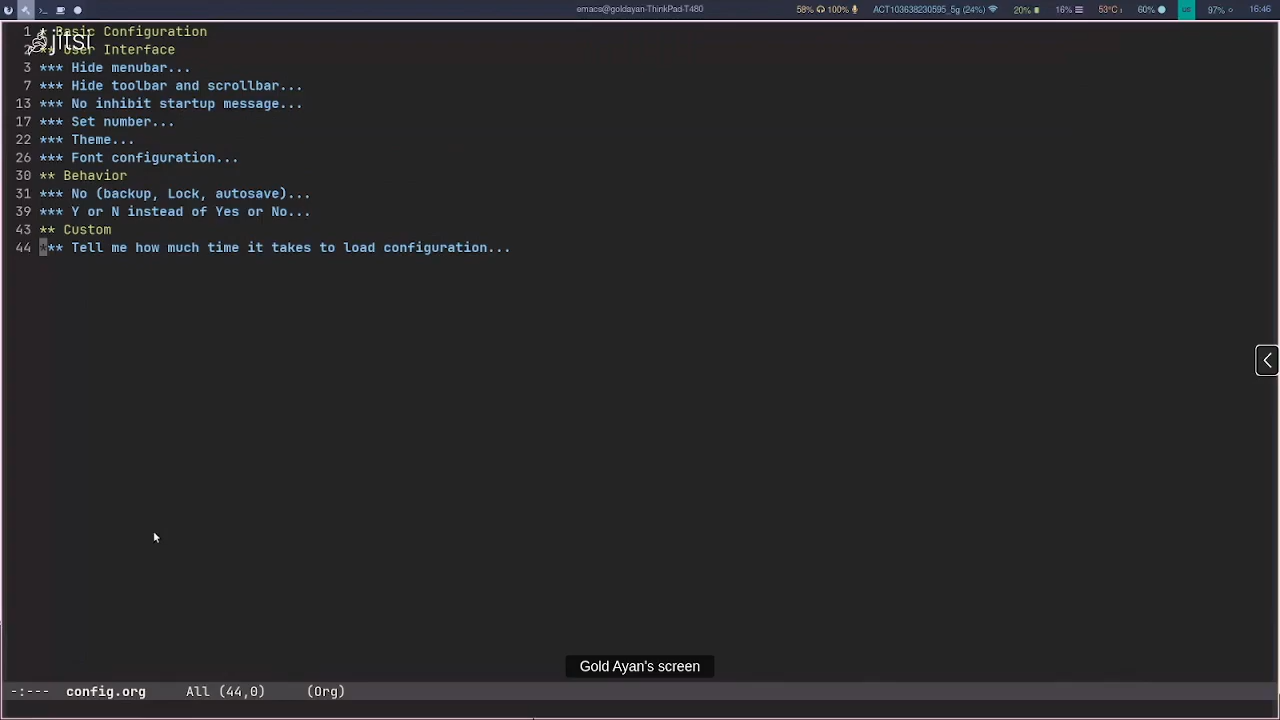 emacs@goldayan-ThinkPad-T480
58% 100% ACT103638230595_5g (24%) 20% 16% 53°C 60% us 97% 16:46
jitsi
1 * Basic Configuration
2 ** User Interface
3 *** Hide menubar...
7 *** Hide toolbar and scrollbar...
13 *** No inhibit startup message...
17 *** Set number...
22 *** Theme...
26 *** Font configuration...
30 ** Behavior
31 *** No (backup, Lock, autosave)...
39 *** Y or N instead of Yes or No...
43 ** Custom
44 *** Tell me how much time it takes to load configuration...
Gold Ayan's screen
-:--- config.org All (44,0) (Org)